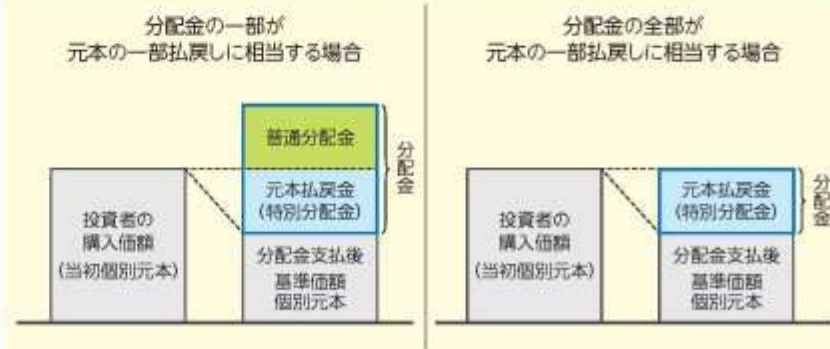 分配金の一部が
元本の一部払戻しに相当する場合
普通分配金
元本払戻金
(特別分配金)
分配金
投資者の
購入価額
(当初個別元本)
分配金支払後
基準価額
個別元本
分配金の全部が
元本の一部払戻しに相当する場合
元本払戻金
(特別分配金)
分配金
投資者の
購入価額
(当初個別元本)
分配金支払後
基準価額
個別元本